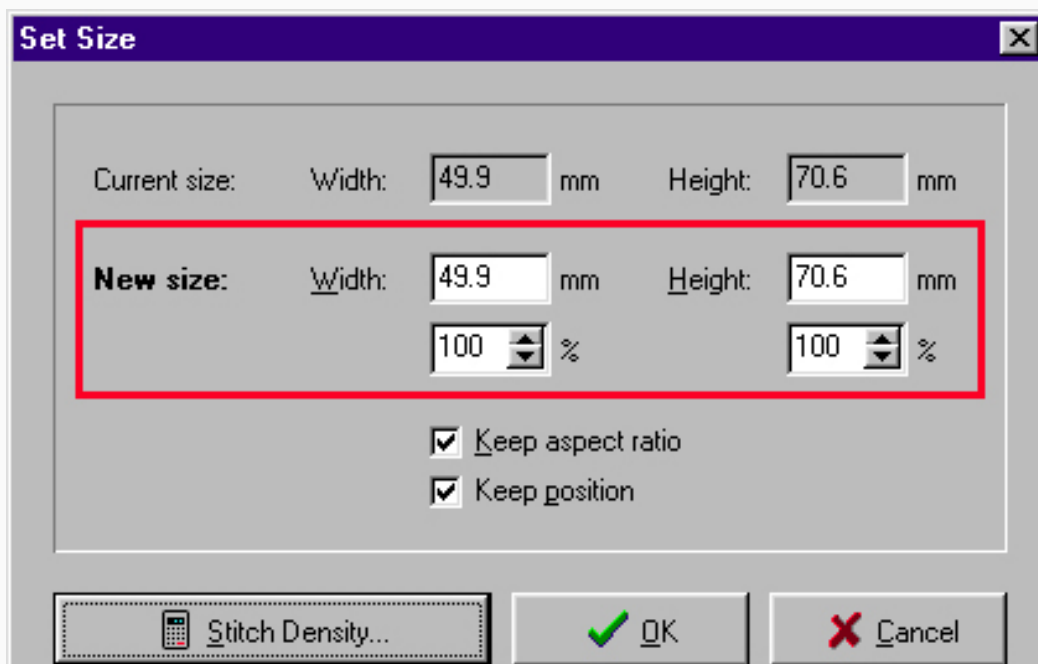 Set Size
Current size: Width: 49.9 mm Height: 70.6 mm
New size: Width: 49.9 mm Height: 70.6 mm
100 % 100 %
Keep aspect ratio
Keep position
Stitch Density... OK Cancel